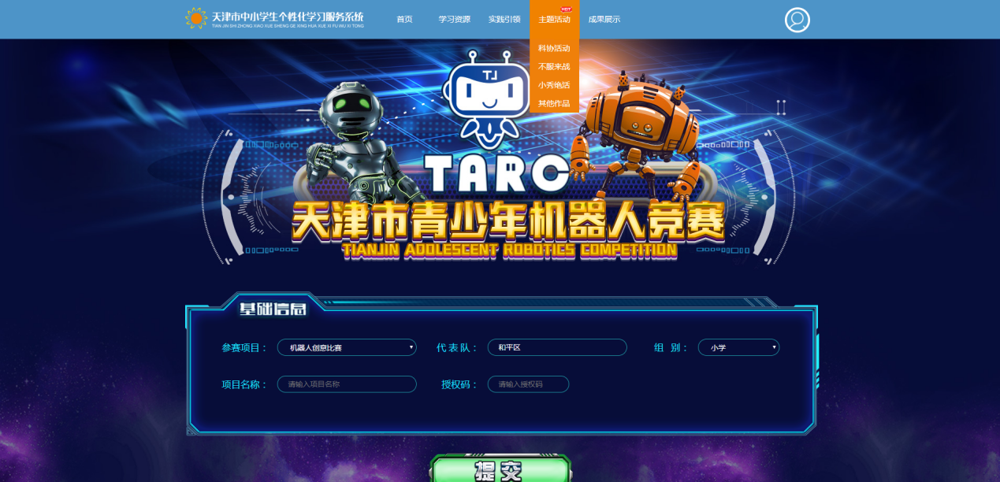 天津市中小学生个性化学习服务系统
TIAN JIN SHI ZHONG XIAO XUE SHENG GE XING HUA XUE XI FU WU XI TONG
首页 学习资源 实践引领 主题活动 HOT 成果展示
科协活动
不服来战
小秀绝活
其他作品
TJ
TARC
天津市青少年机器人竞赛
TIANJIN ADOLESCENT ROBOTICS COMPETITION
基础信息
参赛项目： 机器人创意比赛 代表队： 和平区 组 别： 小学
项目名称： 请输入项目名称 授权码： 请输入授权码
提交